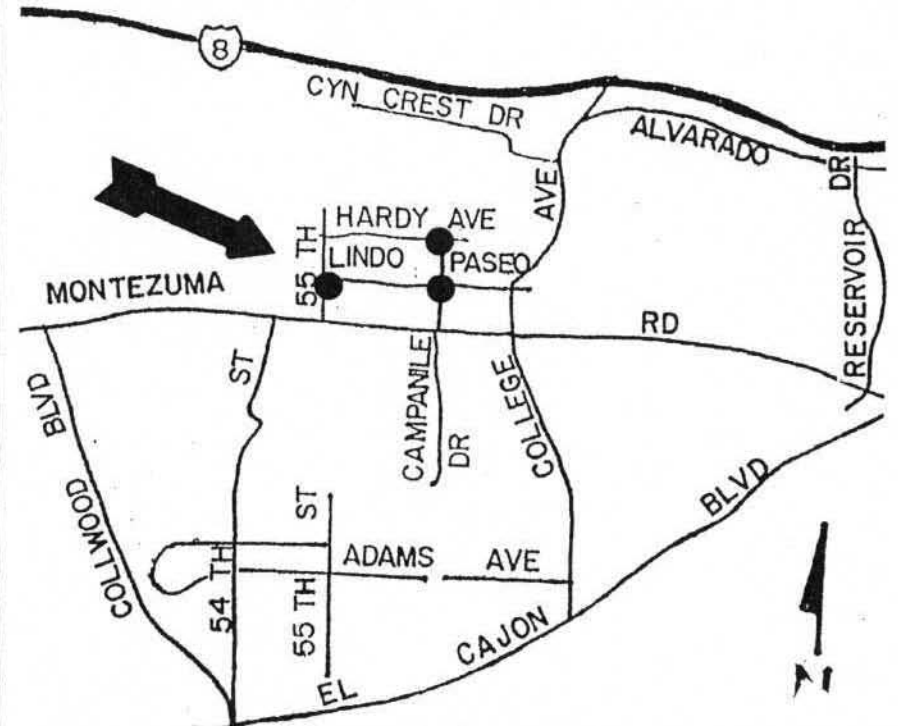 8
CYN CREST DR
ALVARADO
AVE
DR
HARDY AVE
55 TH
LINDO PASEO
MONTEZUMA
RD
RESERVOIR
ST
CAMPANILE
DR
COLLEGE
COLLWOOD BLVD
BLVD
ST
54 TH
ADAMS AVE
55 TH
CAJON
EL
N